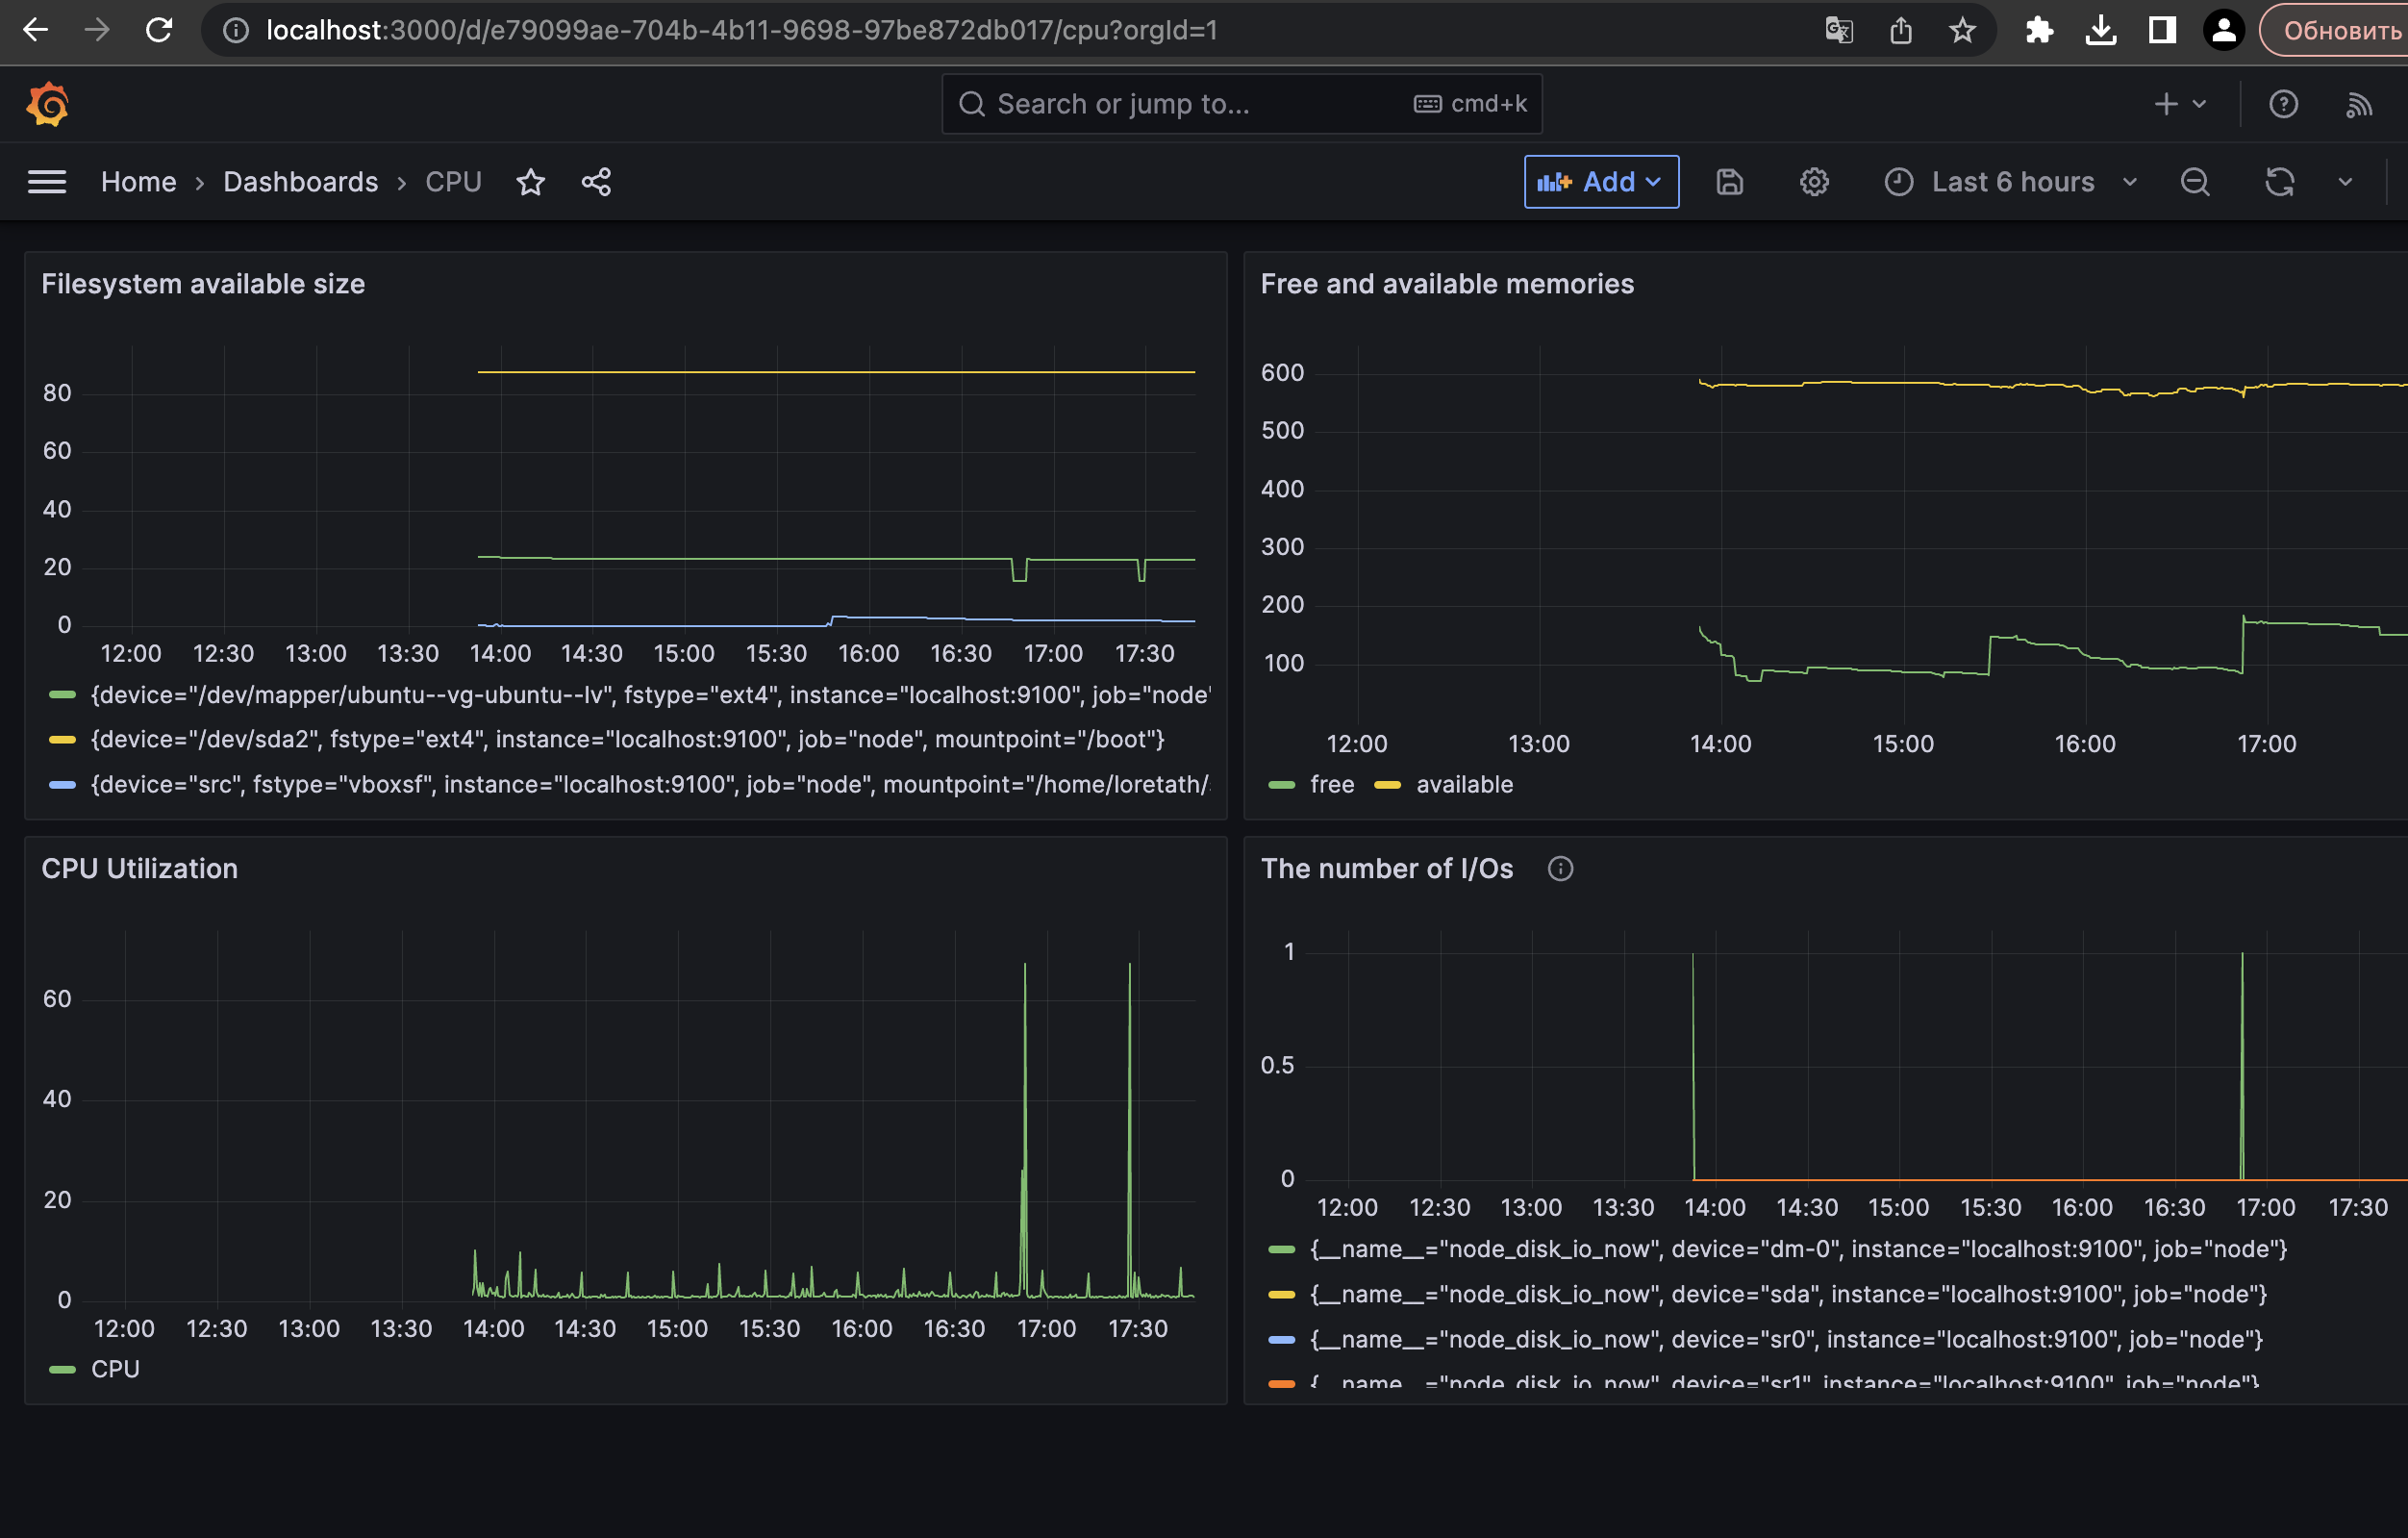 localhost:3000/d/e79099ae-704b-4b11-9698-97be872db017/cpu?orgId=1
Обновить
Search or jump to...
cmd+k
Home › Dashboards › CPU
Add
Last 6 hours
Filesystem available size
80
60
40
20
0
12:00 12:30 13:00 13:30 14:00 14:30 15:00 15:30 16:00 16:30 17:00 17:30
{device="/dev/mapper/ubuntu--vg-ubuntu--lv", fstype="ext4", instance="localhost:9100", job="node"
{device="/dev/sda2", fstype="ext4", instance="localhost:9100", job="node", mountpoint="/boot"}
{device="src", fstype="vboxsf", instance="localhost:9100", job="node", mountpoint="/home/loretath/
Free and available memories
600
500
400
300
200
100
12:00 13:00 14:00 15:00 16:00 17:00
free available
CPU Utilization
60
40
20
0
12:00 12:30 13:00 13:30 14:00 14:30 15:00 15:30 16:00 16:30 17:00 17:30
CPU
The number of I/Os
1
0.5
0
12:00 12:30 13:00 13:30 14:00 14:30 15:00 15:30 16:00 16:30 17:00 17:30
{__name__="node_disk_io_now", device="dm-0", instance="localhost:9100", job="node"}
{__name__="node_disk_io_now", device="sda", instance="localhost:9100", job="node"}
{__name__="node_disk_io_now", device="sr0", instance="localhost:9100", job="node"}
{__name__="node_disk_io_now", device="sr1", instance="localhost:9100", job="node"}